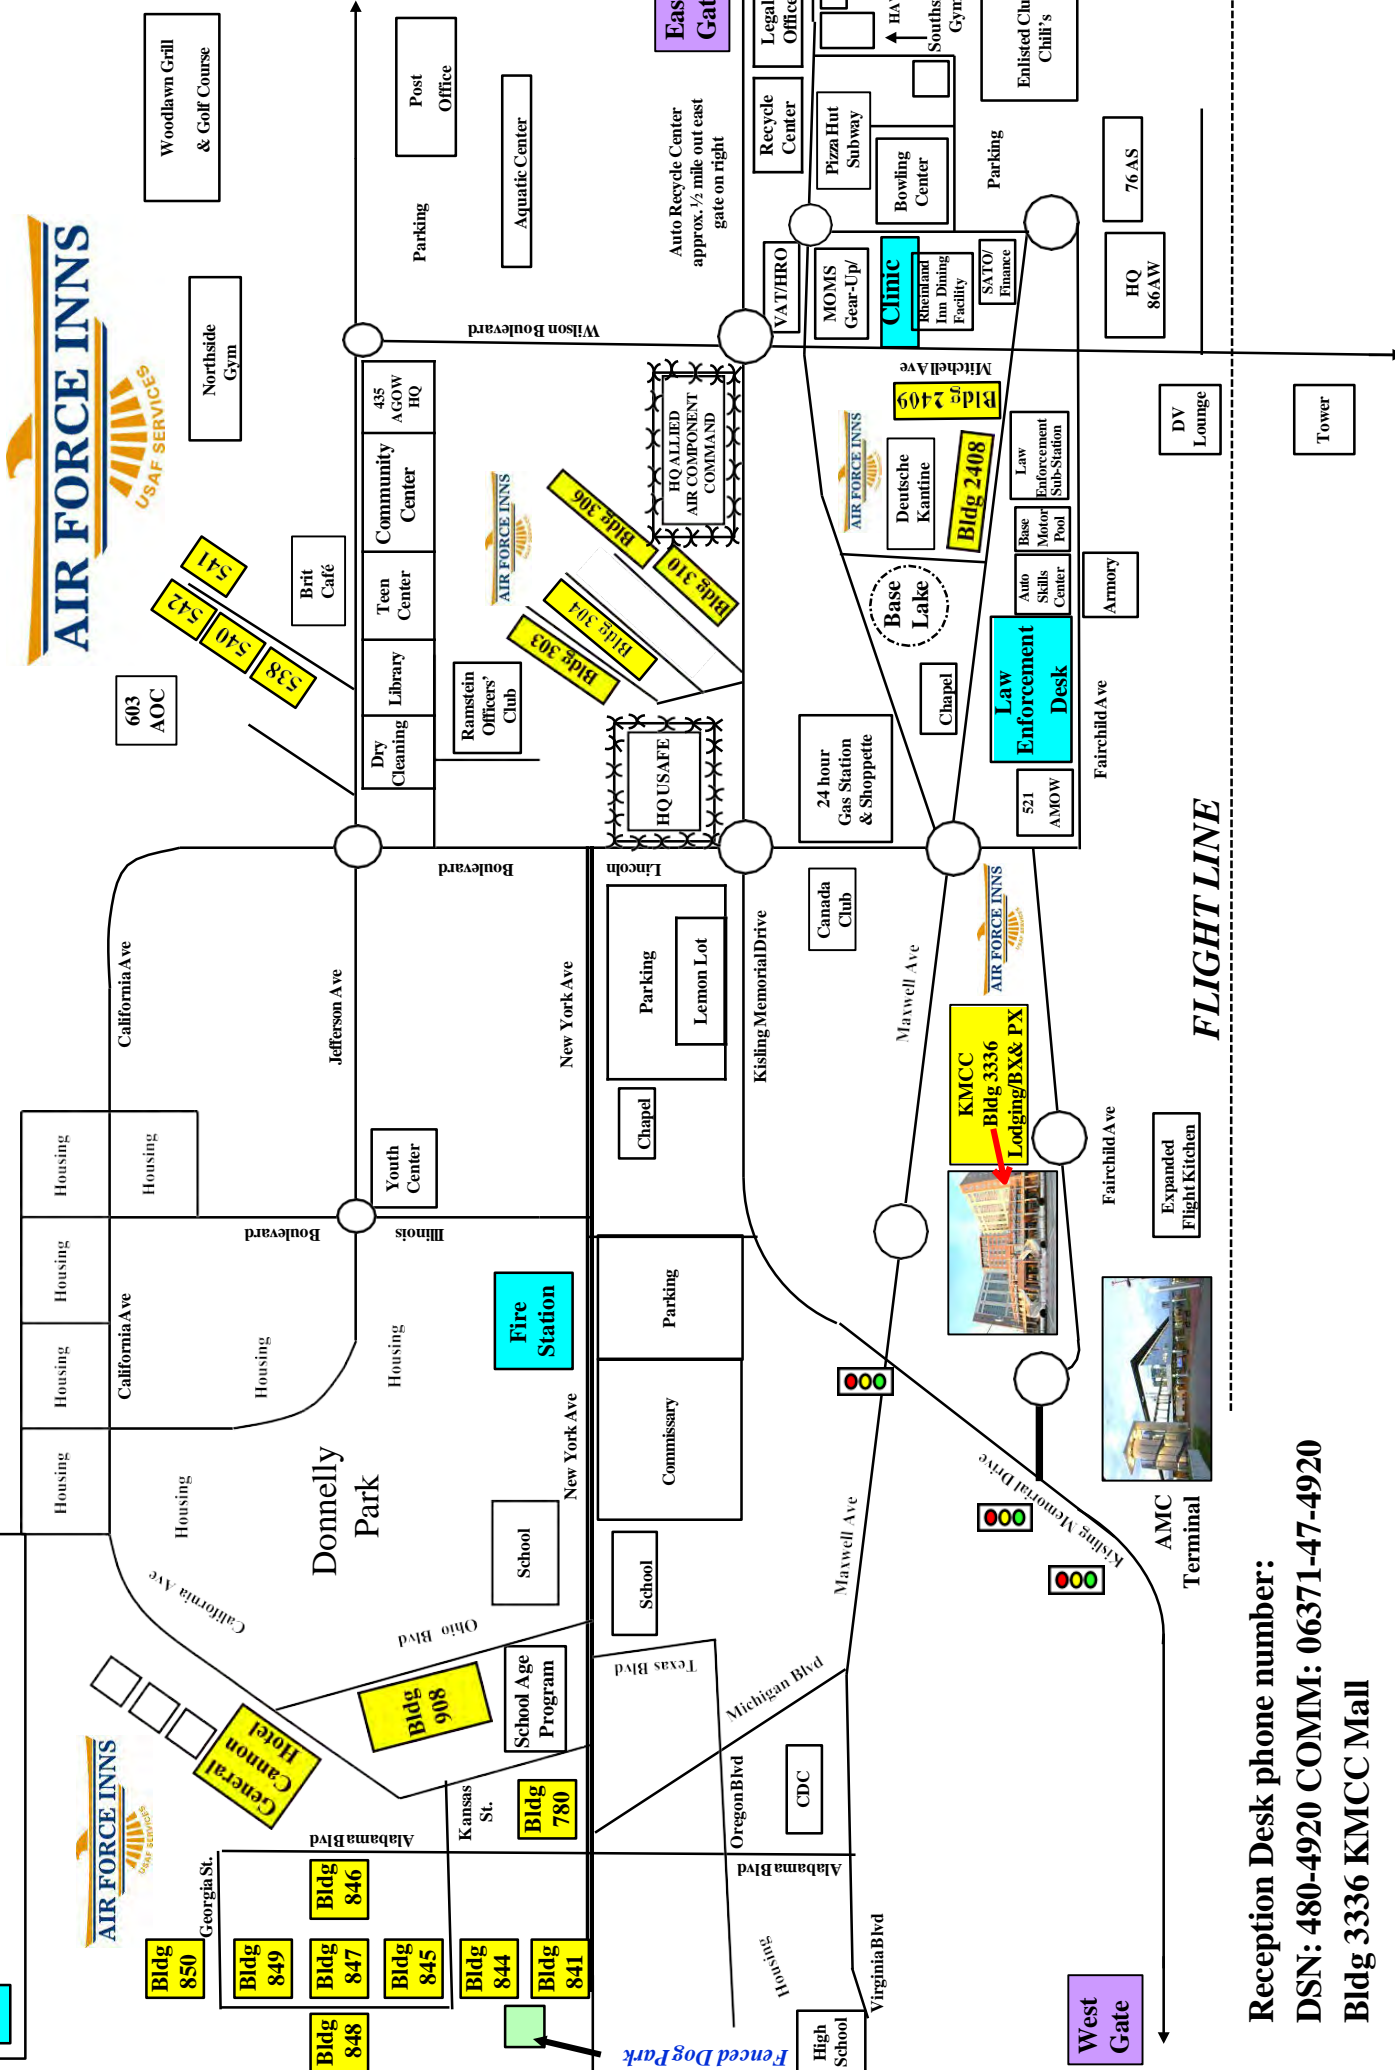 AIR FORCE INNS
USAF SERVICES
Woodlawn Grill
& Golf Course
Northside
Gym
Post
Office
Aquatic Center
Parking
Auto Recycle Center
approx. ½ mile out east
gate on right
Legal
Office
Recycle
Center
Pizza Hut
Subway
Bowling
Center
Parking
Enlisted
Chili's
76 AS
HQ
86AW
VAT/HRO
MOMS
Gear-Up/
Clinic
Rheinland
Inn Dining
Facility
SATO/
Finance
Wilson Boulevard
Mitchell Ave
Bldg 2409
Bldg 2408
AIR FORCE INNS
Deutsche
Kantine
Law
Enforcement
Sub-Station
Base
Motor
Pool
Auto
Skills
Center
Armory
DV
Lounge
Tower
Base
Lake
Chapel
Law
Enforcement
Desk
521
AMOW
Fairchild Ave
24 hour
Gas Station
& Shoppette
HQ ALLIED
AIR COMPONENT
COMMAND
435
AGOW
HQ
Community
Center
Teen
Center
Library
Dry
Cleaning
Brit
Café
541
542
540
538
603
AOC
AIR FORCE INNS
Bldg 306
Bldg 310
Bldg 304
Bldg 303
Ramstein
Officers'
Club
HQ USAFE
Lincoln
Boulevard
California Ave
Jefferson Ave
New York Ave
Kisling Memorial Drive
Parking
Lemon Lot
Chapel
Canada
Club
Maxwell Ave
AIR FORCE INNS
KMCC
Bldg 3336
Lodging/BX& PX
FLIGHT LINE
Fairchild Ave
Expanded
Flight Kitchen
Housing
Housing
Housing
Housing
Housing
Youth
Center
Illinois
Boulevard
California Ave
Housing
Housing
Housing
Fire
Station
Parking
Commissary
New York Ave
Donnelly
Park
School
School
California Ave
Ohio Blvd
Texas Blvd
Michigan Blvd
Maxwell Ave
Kisling Memorial Drive
AMC
Terminal
AIR FORCE INNS
USAF SERVICES
General
Cannon
Hotel
Bldg
908
School Age
Program
Kansas
St.
Bldg
780
Alabama Blvd
Oregon Blvd
CDC
Alabama Blvd
Georgia St.
Bldg
850
Bldg
849
Bldg
846
Bldg
847
Bldg
845
Bldg
844
Bldg
841
Bldg
848
Fenced Dog Park
Housing
High
School
Virginia Blvd
West
Gate
Reception Desk phone number:
DSN: 480-4920 COMM: 06371-47-4920
Bldg 3336 KMCC Mall